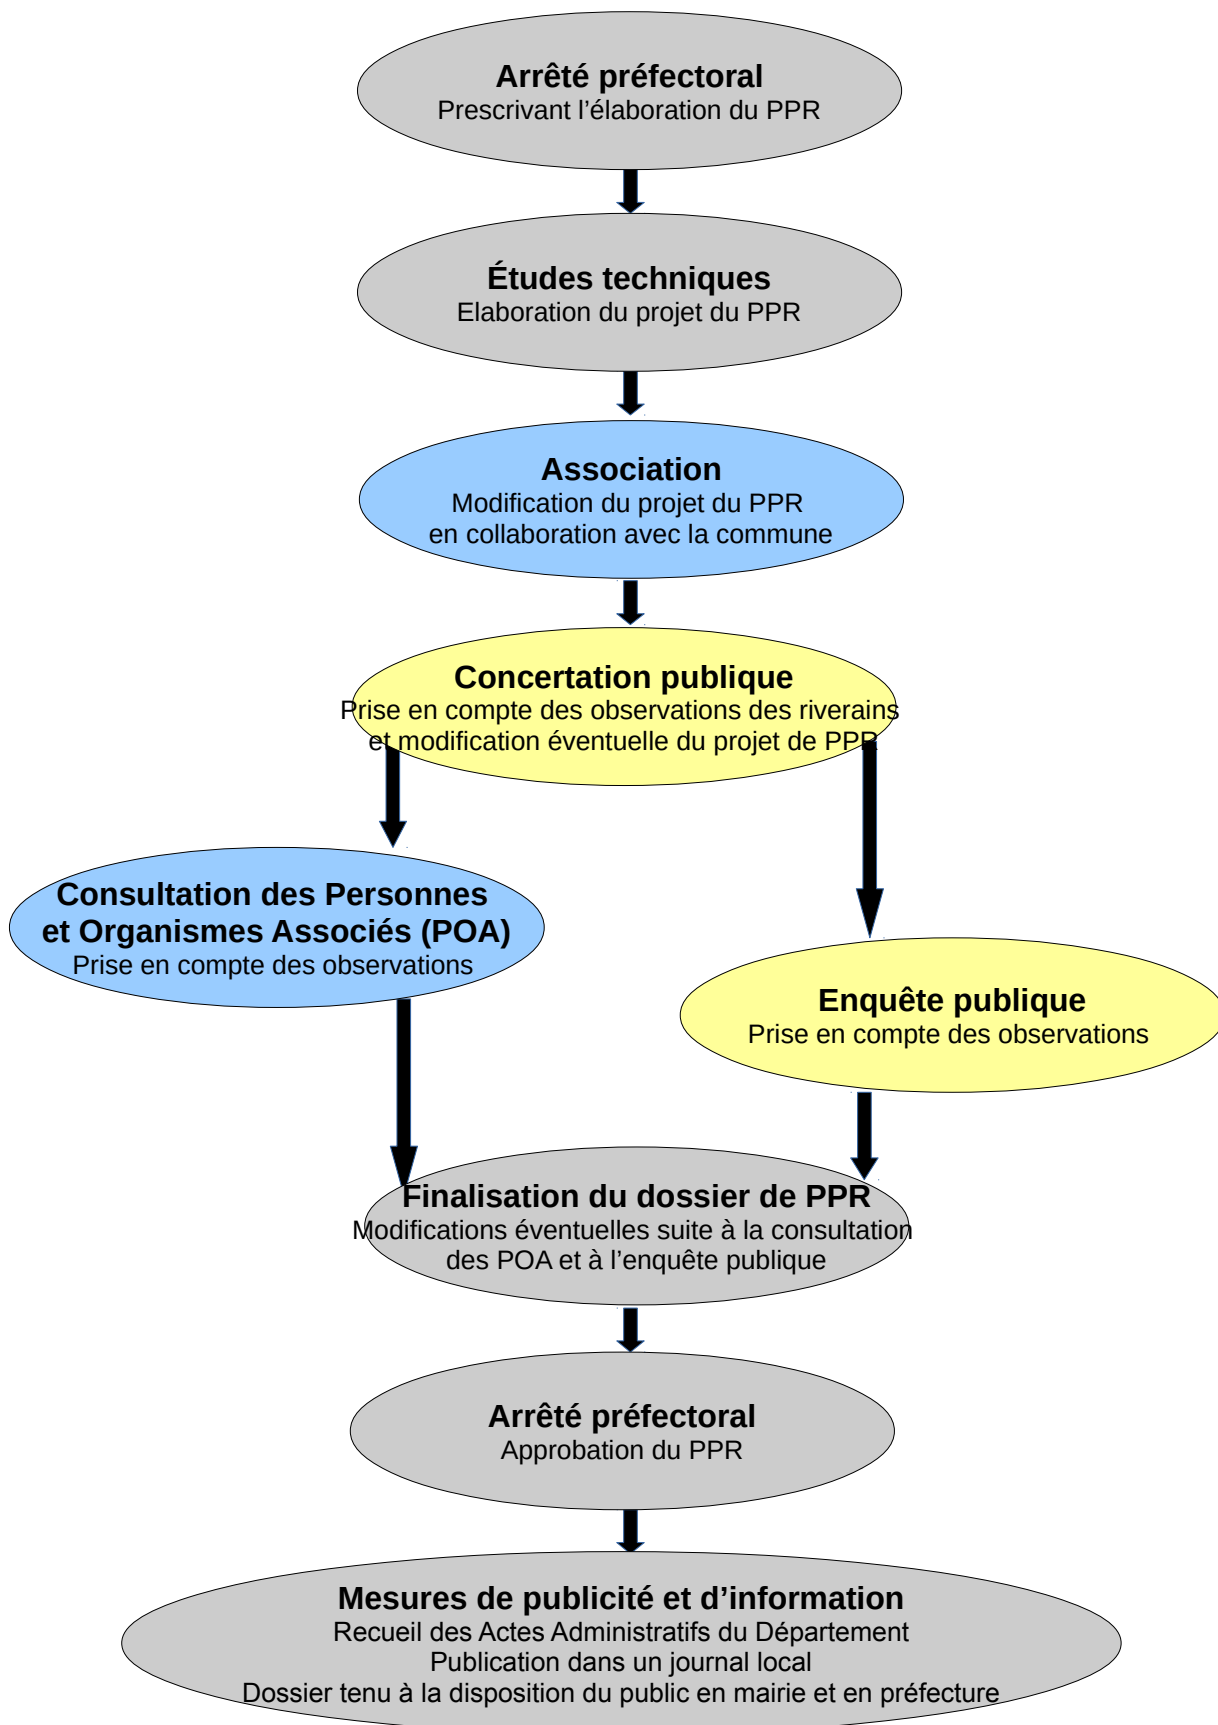 Arrêté préfectoral
Prescrivant l’élaboration du PPR
Études techniques
Elaboration du projet du PPR
Association
Modification du projet du PPR
en collaboration avec la commune
Concertation publique
Prise en compte des observations des riverains
et modification éventuelle du projet de PPR
Consultation des Personnes
et Organismes Associés (POA)
Prise en compte des observations
Enquête publique
Prise en compte des observations
Finalisation du dossier de PPR
Modifications éventuelles suite à la consultation
des POA et à l’enquête publique
Arrêté préfectoral
Approbation du PPR
Mesures de publicité et d’information
Recueil des Actes Administratifs du Département
Publication dans un journal local
Dossier tenu à la disposition du public en mairie et en préfecture